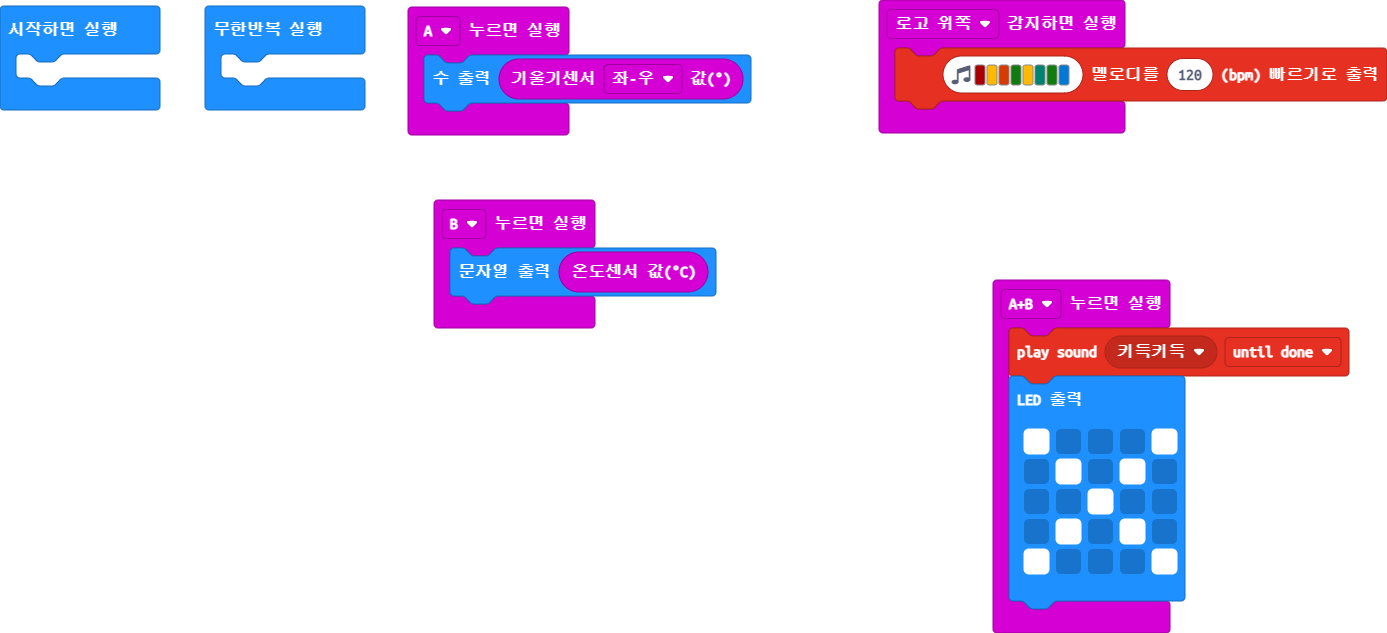 시작하면 실행
무한반복 실행
A 누르면 실행
수 출력 기울기센서 좌-우 값(°)
로고 위쪽 감지하면 실행
멜로디를 120 (bpm) 빠르기로 출력
B 누르면 실행
문자열 출력 온도센서 값(°C)
A+B 누르면 실행
play sound 키득키득 until done
LED 출력